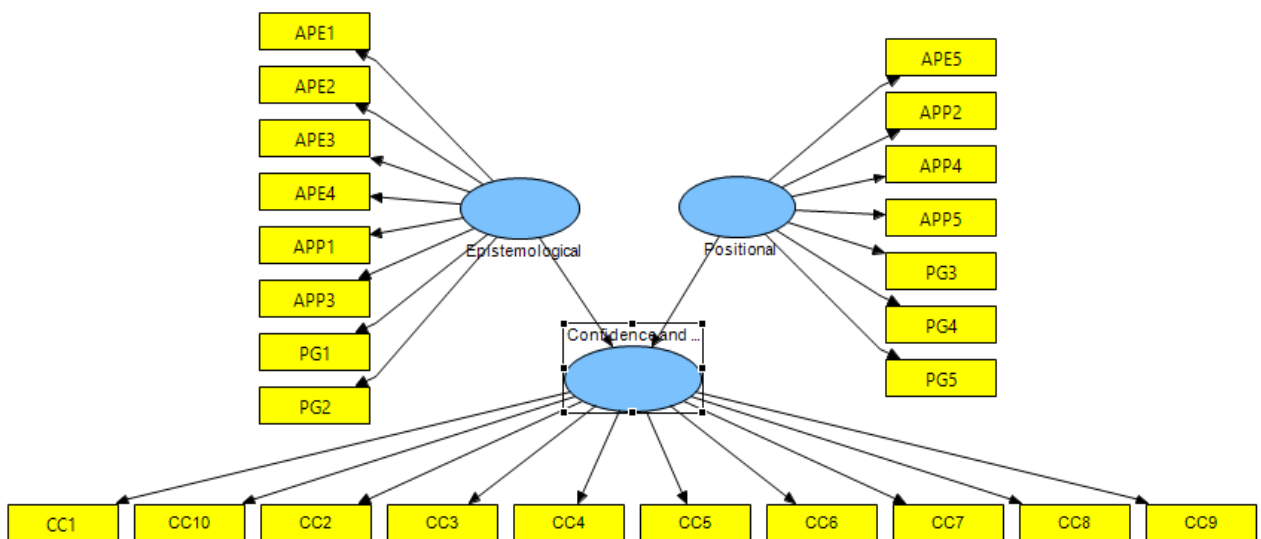 APE1
APE2
APE3
APE4
APP1
APP3
PG1
PG2
Epistemological
APE5
APP2
APP4
APP5
PG3
PG4
PG5
Positional
Confidence and ...
CC1 CC10 CC2 CC3 CC4 CC5 CC6 CC7 CC8 CC9